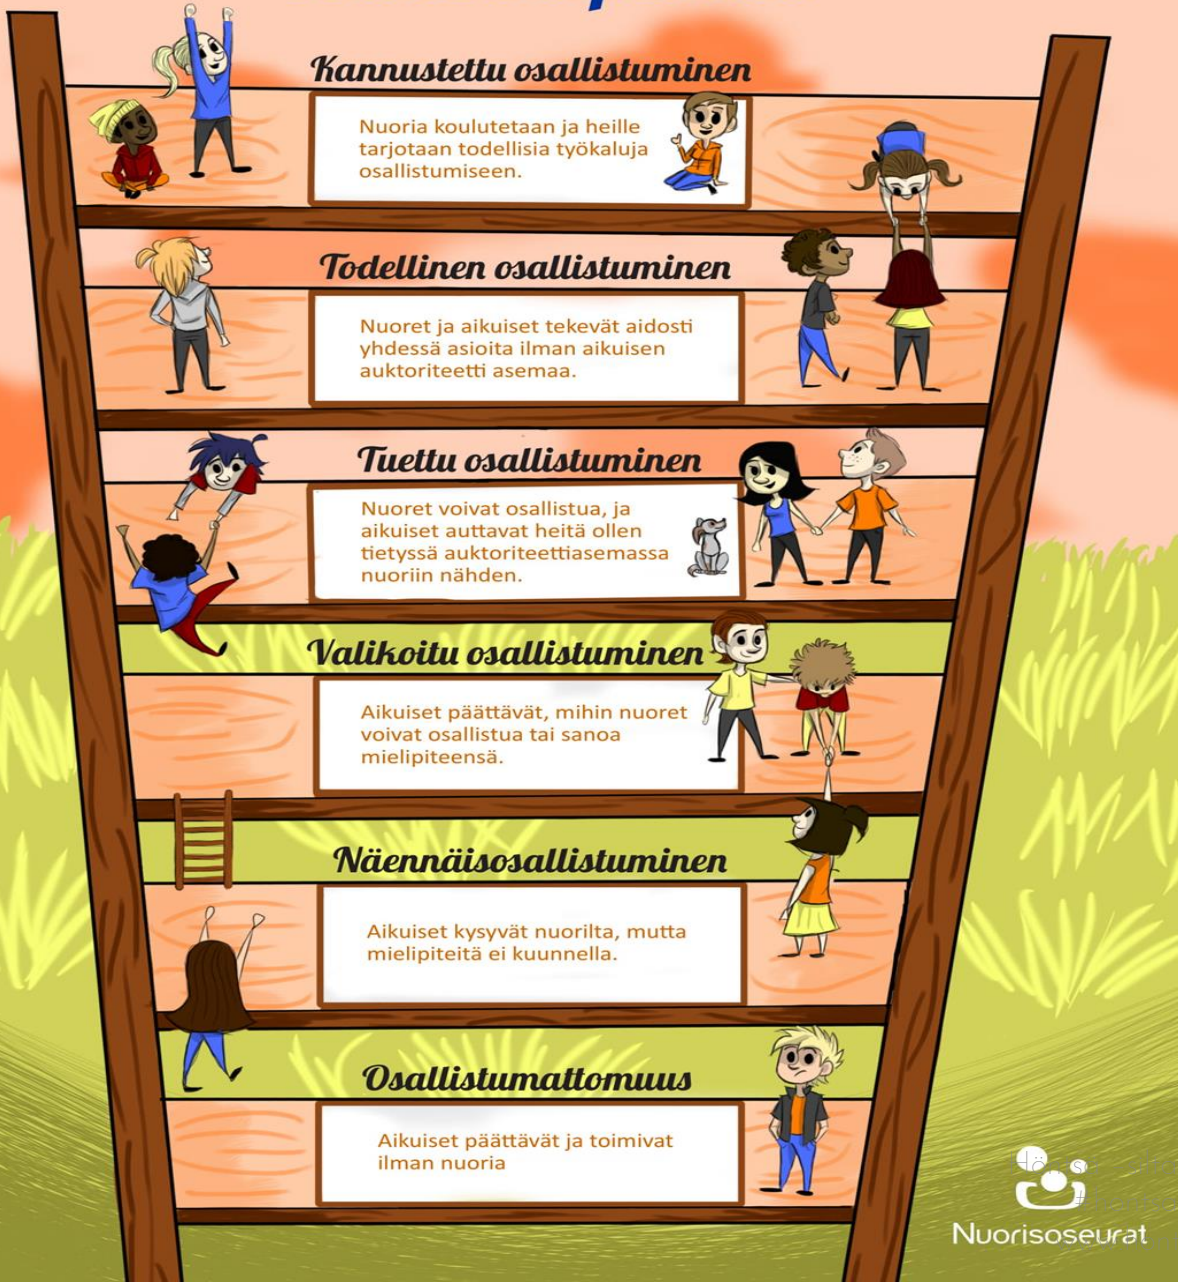 Kannustettu osallistuminen
Nuoria koulutetaan ja heille
tarjotaan todellisia työkaluja
osallistumiseen.
Todellinen osallistuminen
Nuoret ja aikuiset tekevät aidosti
yhdessä asioita ilman aikuisen
auktoriteetti asemaa.
Tuettu osallistuminen
Nuoret voivat osallistua, ja
aikuiset auttavat heitä ollen
tietyssä auktoriteettiasemassa
nuoriin nähden.
Valikoitu osallistuminen
Aikuiset päättävät, mihin nuoret
voivat osallistua tai sanoa
mielipiteensä.
Näennäisosallistuminen
Aikuiset kysyvät nuorilta, mutta
mielipiteitä ei kuunnella.
Osallistumattomuus
Aikuiset päättävät ja toimivat
ilman nuoria
Nuorisoseurat